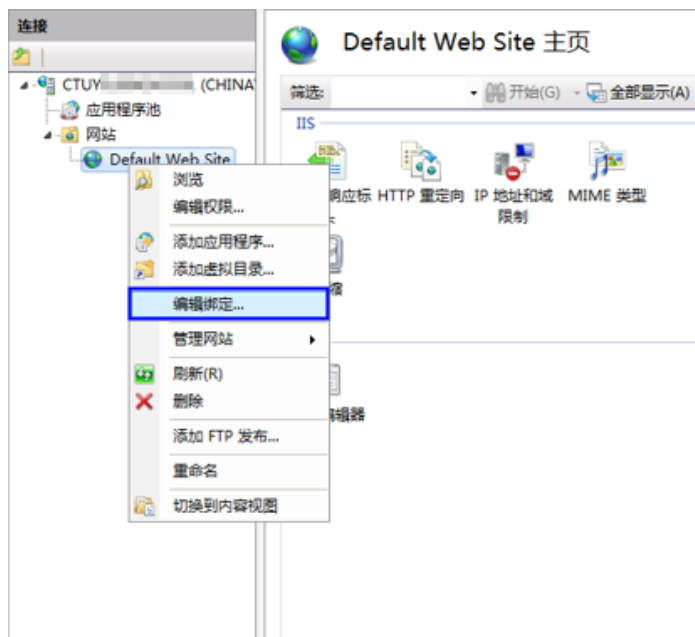 连接
CTUY (CHINA
应用程序池
网站
Default Web Site
浏览
编辑权限...
添加应用程序...
添加虚拟目录...
编辑绑定...
管理网站
刷新(R)
删除
添加 FTP 发布...
重命名
切换到内容视图
Default Web Site 主页
筛选:
开始(G)
全部显示(A)
IIS
响应标
HTTP 重定向
IP 地址和域
限制
MIME 类型
缩
编辑器